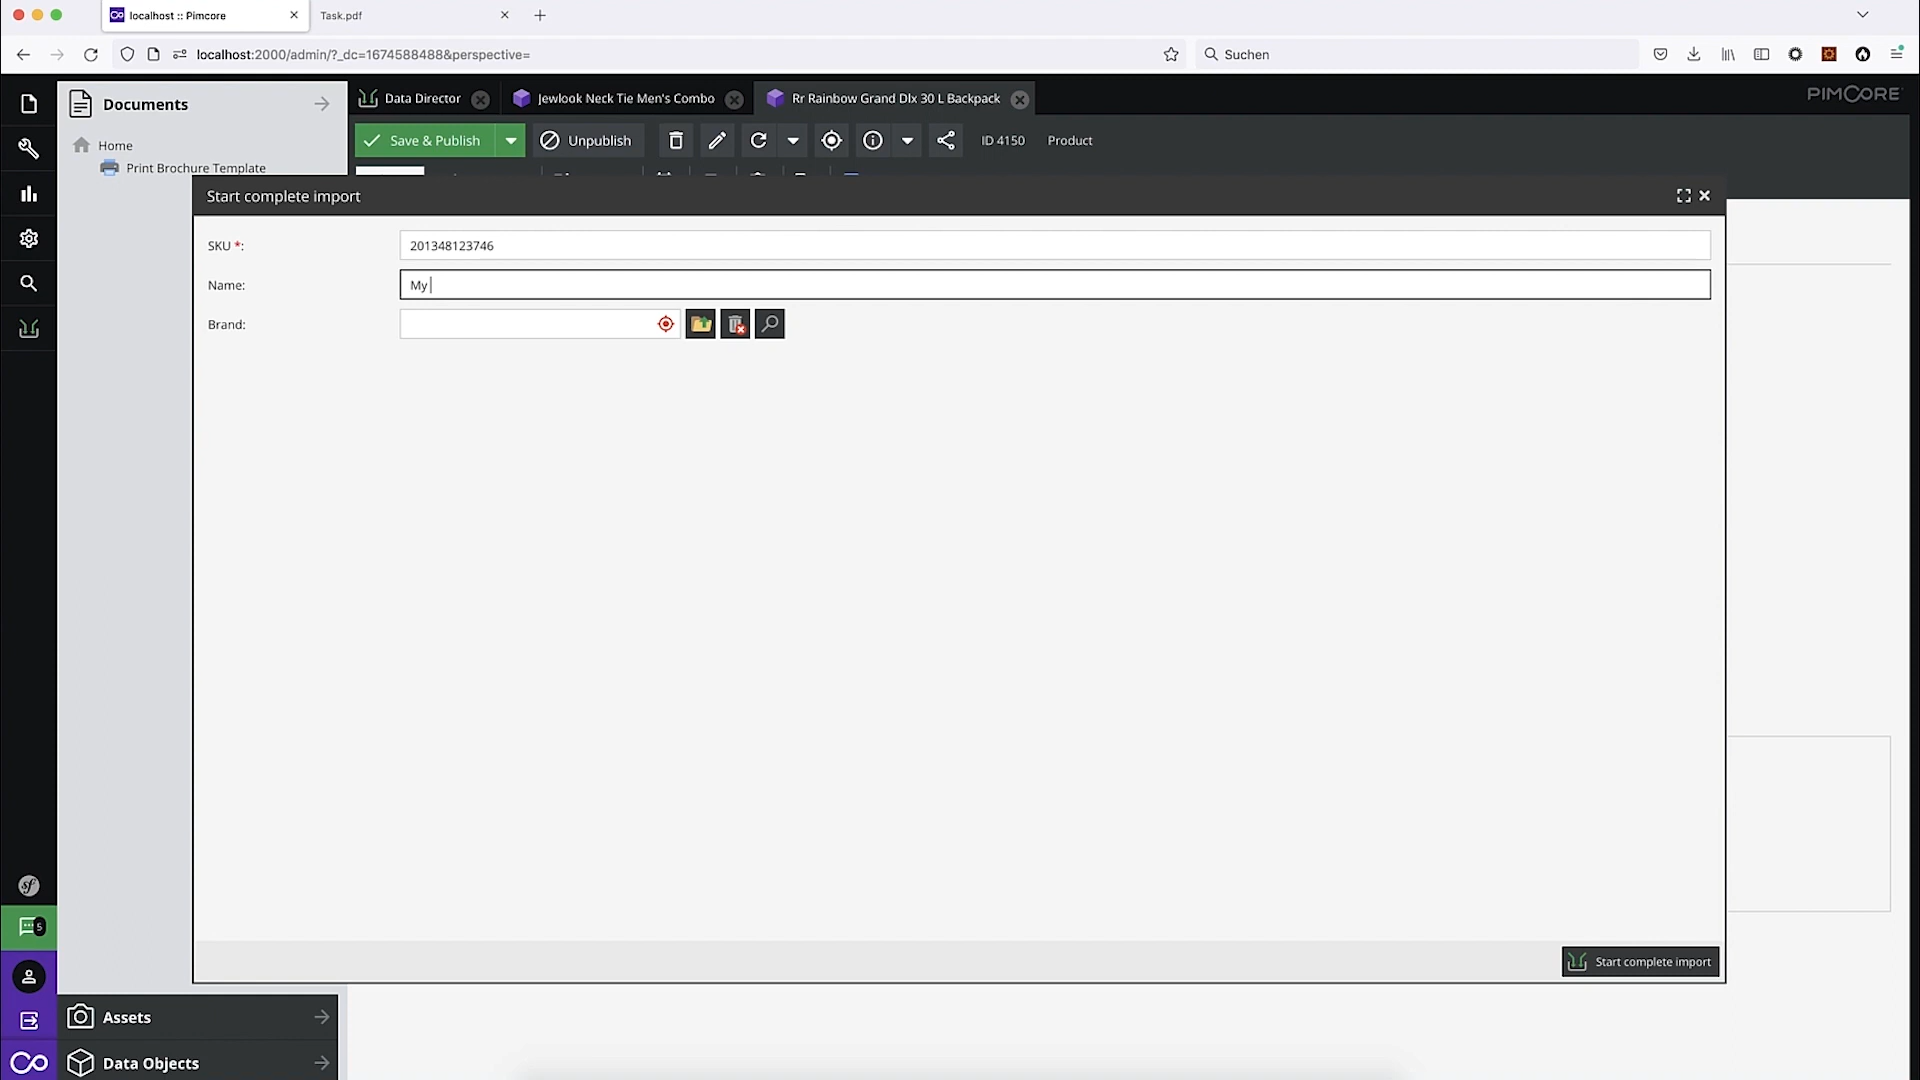 localhost :: Pimcore
Task.pdf
localhost:2000/admin/?_dc=1674588488&perspective=
Suchen
Documents
Data Director
Jewlook Neck Tie Men's Combo
Rr Rainbow Grand Dlx 30 L Backpack
PIMCORE
Home
Save & Publish
Unpublish
ID 4150
Product
Print Brochure Template
Start complete import
SKU *:
201348123746
Name:
My
Brand:
sf
5
Start complete import
Assets
Data Objects